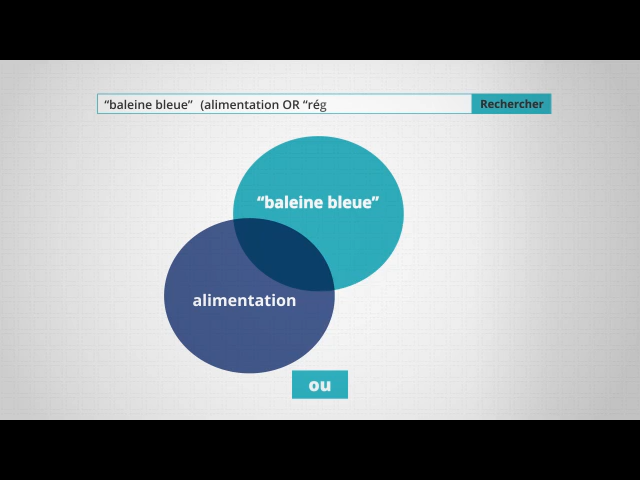 “baleine bleue” (alimentation OR “rég
Rechercher
“baleine bleue”
alimentation
ou